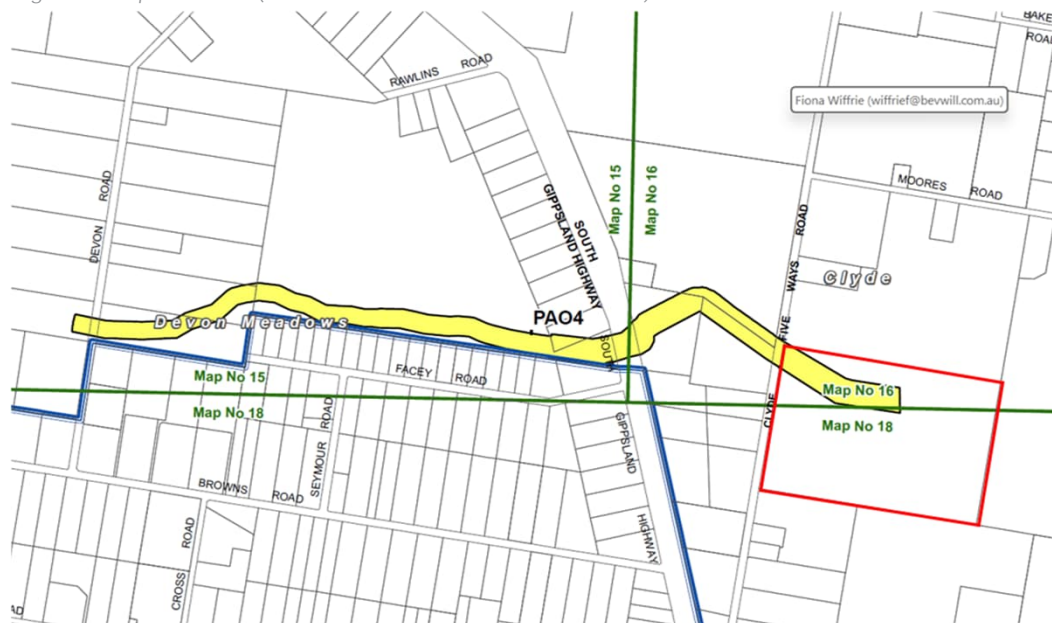 BAKE
ROAD
RAWLINS ROAD
Fiona Wiffrie (wiffrief@bevwill.com.au)
Map No 15
Map No 16
MOORES ROAD
DEVON ROAD
SOUTH
GIPPSLAND HIGHWAY
CLYDE FIVE WAYS ROAD
Clyde
PAO4
Devon Meadows
SOUTH GIPPSLAND HIGHWAY
FACEY ROAD
Map No 15
Map No 18
Map No 16
Map No 18
SEYMOUR ROAD
BROWNS ROAD
CROSS ROAD
AD